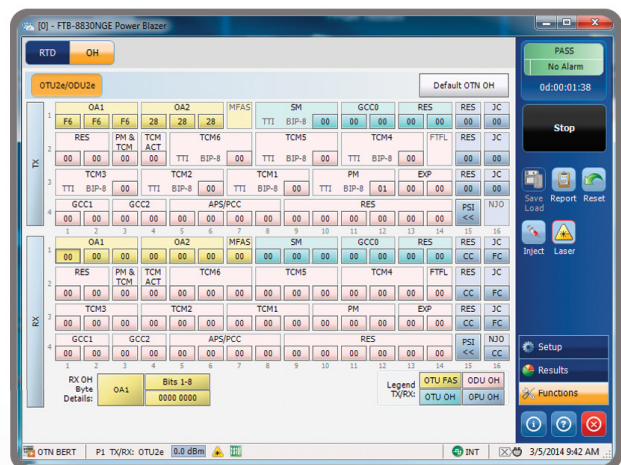 [0] - FTB-8830NGE Power Blazer
RTD OH
PASS
No Alarm
0d:00:01:38
OTU2e/ODU2e
Default OTN OH
Stop
TX
OA1 OA2 MFAS SM GCC0 RES RES JC
1 F6 F6 F6 28 28 28 TTI BIP-8 00 00 00 00 00 00 00
RES PM & TCM TCM ACT TCM6 TCM5 TCM4 FTFL RES JC
2 00 00 00 00 TTI BIP-8 00 TTI BIP-8 00 TTI BIP-8 00 00 00
TCM3 TCM2 TCM1 PM EXP RES JC
3 TTI BIP-8 00 TTI BIP-8 00 TTI BIP-8 00 TTI BIP-8 01 00 00 00 00
GCC1 GCC2 APS/PCC RES PSI << NJO
4 00 00 00 00 00 00 00 00 00 00 00 00 00 00
1 2 3 4 5 6 7 8 9 10 11 12 13 14 15 16
Save Load
Report
Reset
Inject
Laser
RX
OA1 OA2 MFAS SM GCC0 RES RES JC
1 00 00 00 00 00 00 00 00 00 00 00 00 00 00 CC FC
RES PM & TCM TCM ACT TCM6 TCM5 TCM4 FTFL RES JC
2 00 00 00 00 00 00 00 00 00 00 00 00 00 00 CC FC
TCM3 TCM2 TCM1 PM EXP RES JC
3 00 00 00 00 00 00 00 00 00 00 00 00 00 00 CC FC
GCC1 GCC2 APS/PCC RES PSI << NJO
4 00 00 00 00 00 00 00 00 00 00 00 00 00 00 CC
1 2 3 4 5 6 7 8 9 10 11 12 13 14 15 16
RX OH Byte Details:
OA1
Bits 1-8
0000 0000
Legend TX/RX:
OTU FAS ODU OH
OTU OH OPU OH
Setup
Results
Functions
OTN BERT P1 TX/RX: OTU2e 0.0 dBm INT 3/5/2014 9:42 AM